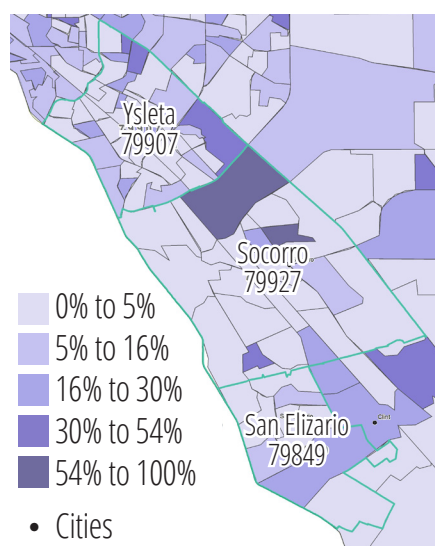 Ysleta
79907
Socorro
79927
0% to 5%
5% to 16%
16% to 30%
30% to 54%
54% to 100%
San Elizario
79849
Clint
• Cities